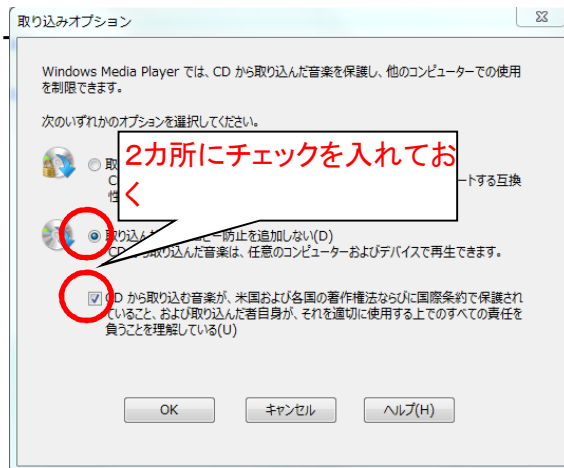 取り込みオプション
Windows Media Player では、CD から取り込んだ音楽を保護し、他のコンピューターでの使用
を制限できます。
次のいずれかのオプションを選択してください。
取
C
ートする互換
性
2カ所にチェックを入れてお
く
取り込んだ
ピー防止を追加しない(D)
CD から取り込んだ音楽は、任意のコンピューターおよびデバイスで再生できます。
CD から取り込む音楽が、米国および各国の著作権法ならびに国際条約で保護され
ていること、および取り込んだ者自身が、それを適切に使用する上でのすべての責任を
負うことを理解している(U)
OK
キャンセル
ヘルプ(H)